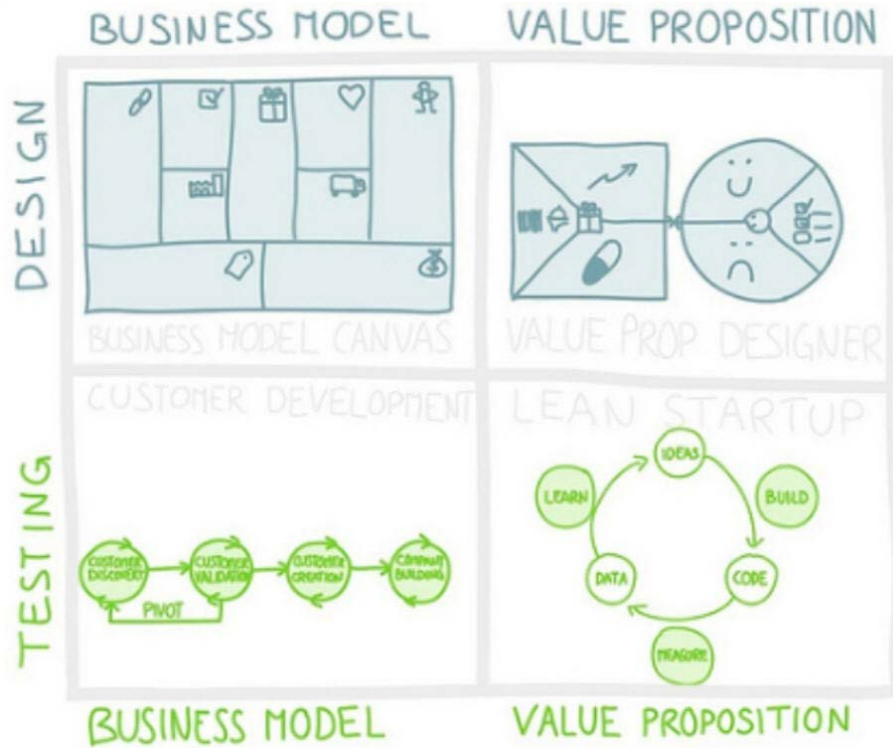 BUSINESS MODEL
VALUE PROPOSITION
DESIGN
BUSINESS MODEL CANVAS
VALUE PROP DESIGNER
CUSTOMER DEVELOPMENT
LEAN STARTUP
TESTING
CUSTOMER
DISCOVERY
CUSTOMER
VALIDATION
CUSTOMER
CREATION
COMPANY
BUILDING
PIVOT
IDEAS
LEARN
BUILD
DATA
CODE
MEASURE
BUSINESS MODEL
VALUE PROPOSITION